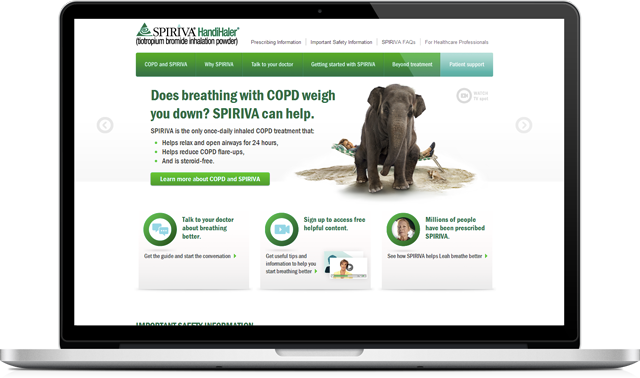 SPIRIVA® HandiHaler®
(tiotropium bromide inhalation powder)
Prescribing Information | Important Safety Information | SPIRIVA FAQs | For Healthcare Professionals
COPD and SPIRIVA
Why SPIRIVA
Talk to your doctor
Getting started with SPIRIVA
Beyond treatment
Patient support
Does breathing with COPD weigh
you down? SPIRIVA can help.
SPIRIVA is the only once-daily inhaled COPD treatment that:
• Helps relax and open airways for 24 hours,
• Helps reduce COPD flare-ups,
• And is steroid-free.
Learn more about COPD and SPIRIVA
Talk to your doctor
about breathing
better.
Get the guide and start the conversation
Sign up to access free
helpful content.
Get useful tips and
information to help you
start breathing better
Millions of people
have been prescribed
SPIRIVA.
See how SPIRIVA helps Leah breathe better
IMPORTANT SAFETY INFORMATION